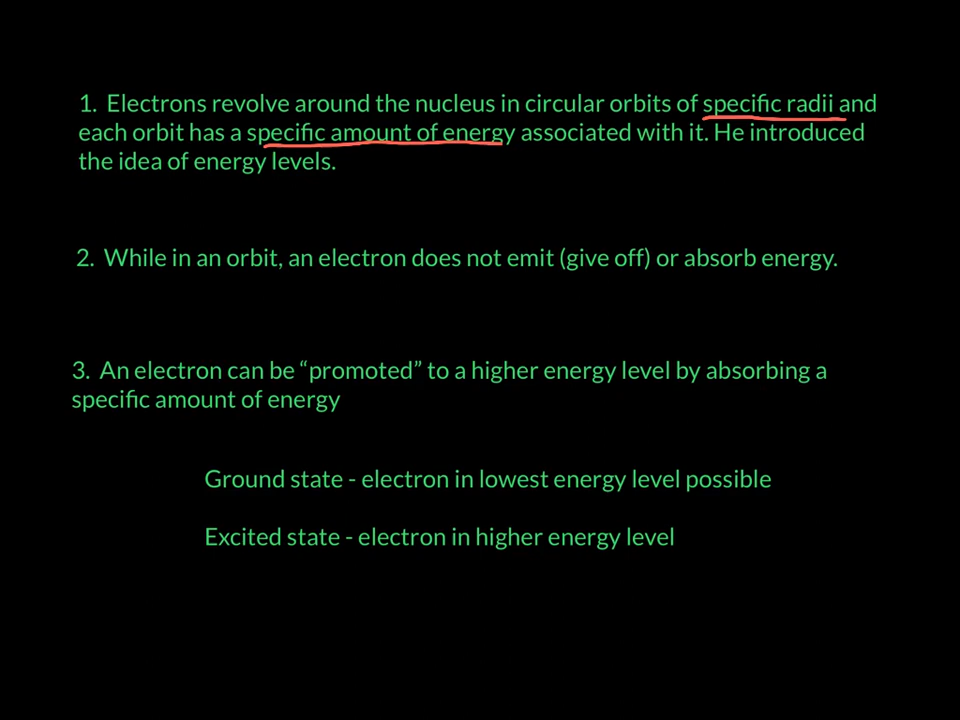 1. Electrons revolve around the nucleus in circular orbits of specific radii and
each orbit has a specific amount of energy associated with it. He introduced
the idea of energy levels.
2. While in an orbit, an electron does not emit (give off) or absorb energy.
3. An electron can be “promoted” to a higher energy level by absorbing a
specific amount of energy
Ground state - electron in lowest energy level possible
Excited state - electron in higher energy level